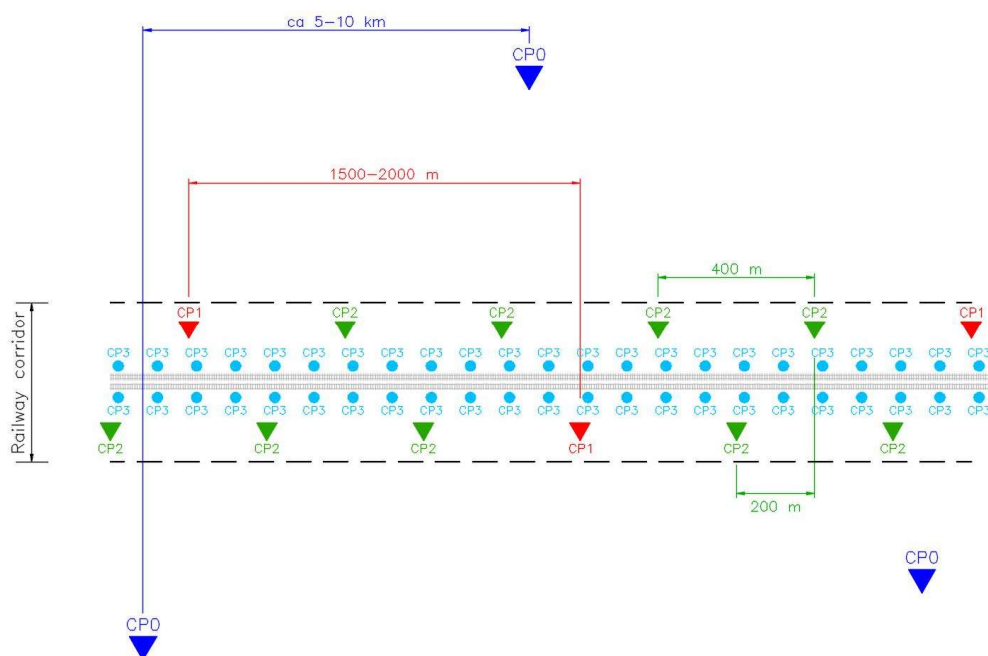 ca 5-10 km
CP0
1500-2000 m
400 m
Railway corridor
CP1 CP2 CP2 CP2 CP2 CP1
CP3 CP3 CP3 CP3 CP3 CP3 CP3 CP3 CP3 CP3 CP3 CP3 CP3 CP3 CP3 CP3 CP3 CP3 CP3 CP3 CP3 CP3 CP3
CP3 CP3 CP3 CP3 CP3 CP3 CP3 CP3 CP3 CP3 CP3 CP3 CP3 CP3 CP3 CP3 CP3 CP3 CP3 CP3 CP3 CP3 CP3
CP2 CP2 CP2 CP1 CP2 CP2
200 m
CP0
CP0